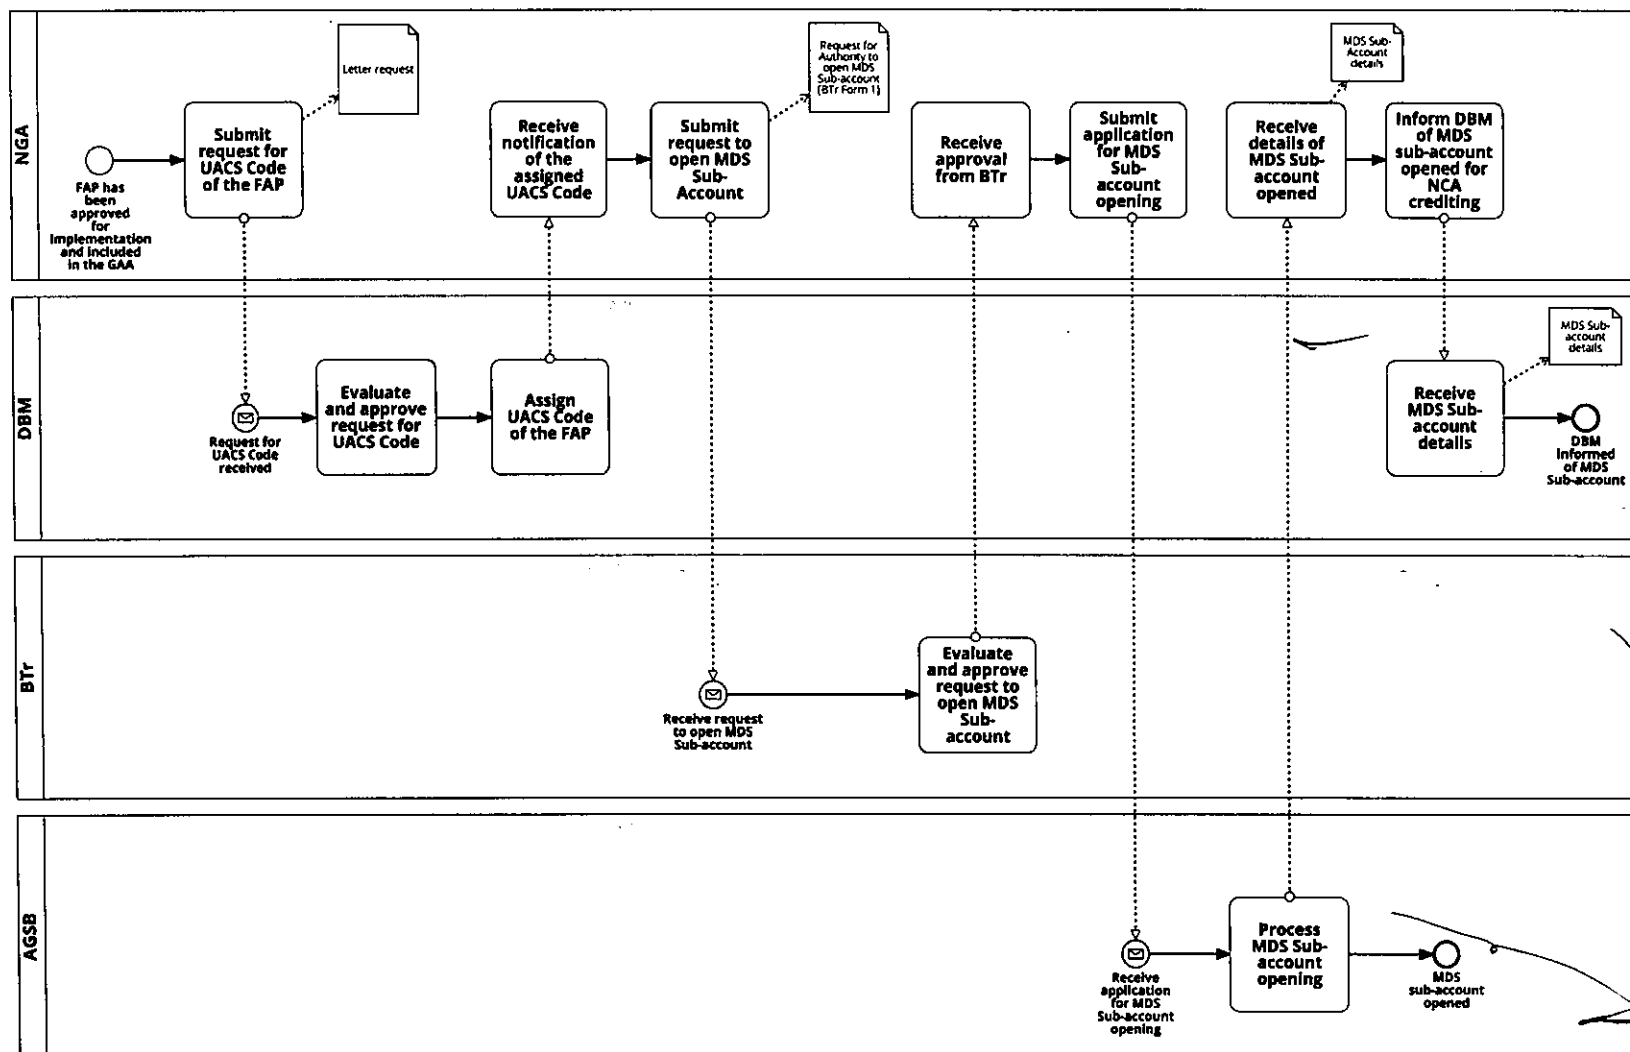 NGA
FAP has
been
approved
for
Implementation
and included
in the GAA
Submit
request for
UACS Code
of the FAP
Letter request
Receive
notification
of the
assigned
UACS Code
Submit
request to
open MDS
Sub-
Account
Request for
Authority to
open MDS
Sub-account
(BTr Form 1)
Receive
approval
from BTr
Submit
application
for MDS
Sub-
account
opening
Receive
details of
MDS Sub-
account
opened
MDS Sub-
Account
details
Inform DBM
of MDS
sub-account
opened for
NCA
crediting
DBM
Request for
UACS Code
received
Evaluate
and approve
request for
UACS Code
Assign
UACS Code
of the FAP
Receive
MDS Sub-
account
details
MDS Sub-
account
details
DBM
Informed
of MDS
Sub-account
BTr
Receive request
to open MDS
Sub-account
Evaluate
and approve
request to
open MDS
Sub-
account
AGSB
Receive
application
for MDS
Sub-account
opening
Process
MDS Sub-
account
opening
MDS
sub-account
opened